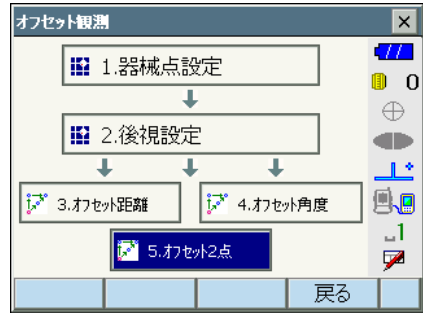 オフセット観測
1.器械点設定
0
2.後視設定
3.オフセット距離
4.オフセット角度
1
5.オフセット2点
戻る